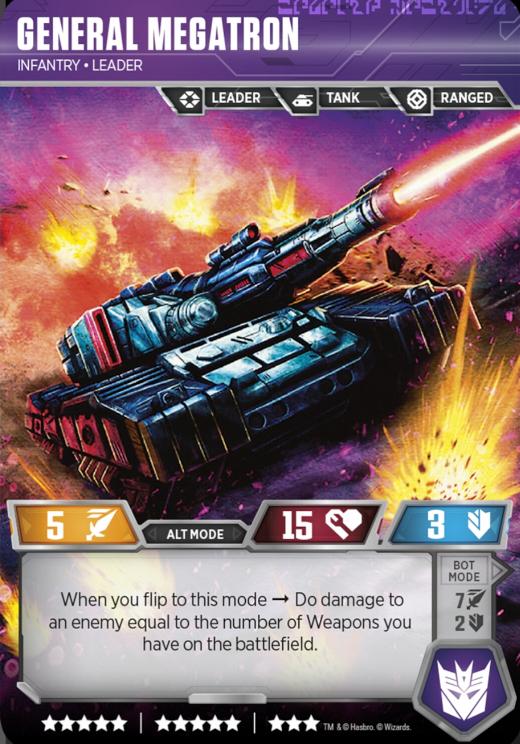 GENERAL MEGATRON
INFANTRY • LEADER
LEADER TANK RANGED
5 ALT MODE 15 3
BOT
MODE
7
2
When you flip to this mode → Do damage to
an enemy equal to the number of Weapons you
have on the battlefield.
★★★★★ | ★★★★★ | ★★★ TM & © Hasbro. © Wizards.